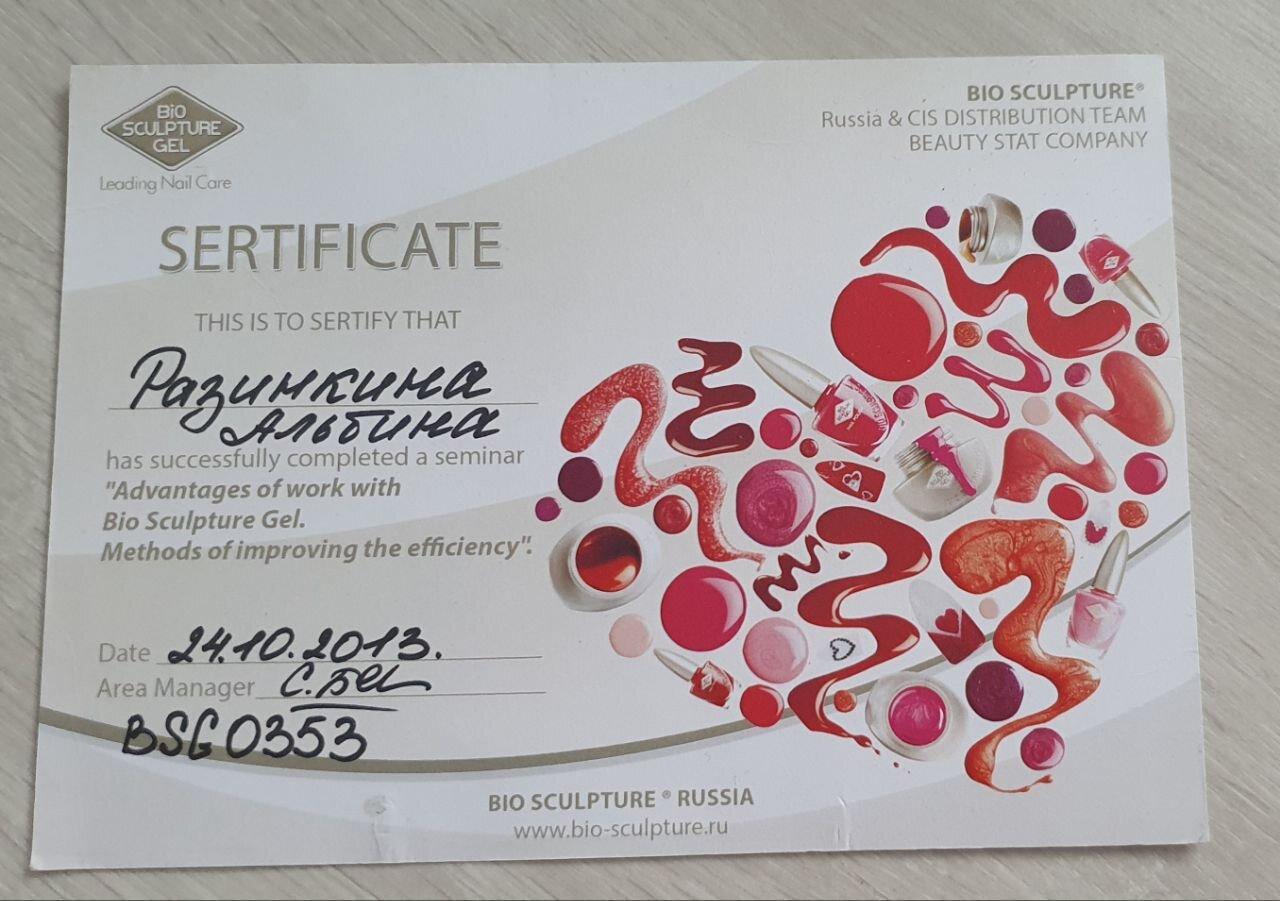 BIO
SCULPTURE
GEL
Leading Nail Care
BIO SCULPTURE®
Russia & CIS DISTRIBUTION TEAM
BEAUTY STAT COMPANY
SERTIFICATE
THIS IS TO SERTIFY THAT
Разинкина
Альбина
has successfully completed a seminar
"Advantages of work with
Bio Sculpture Gel.
Methods of improving the efficiency".
Date 24.10.2013.
Area Manager
BSG0353
BIO SCULPTURE ® RUSSIA
www.bio-sculpture.ru